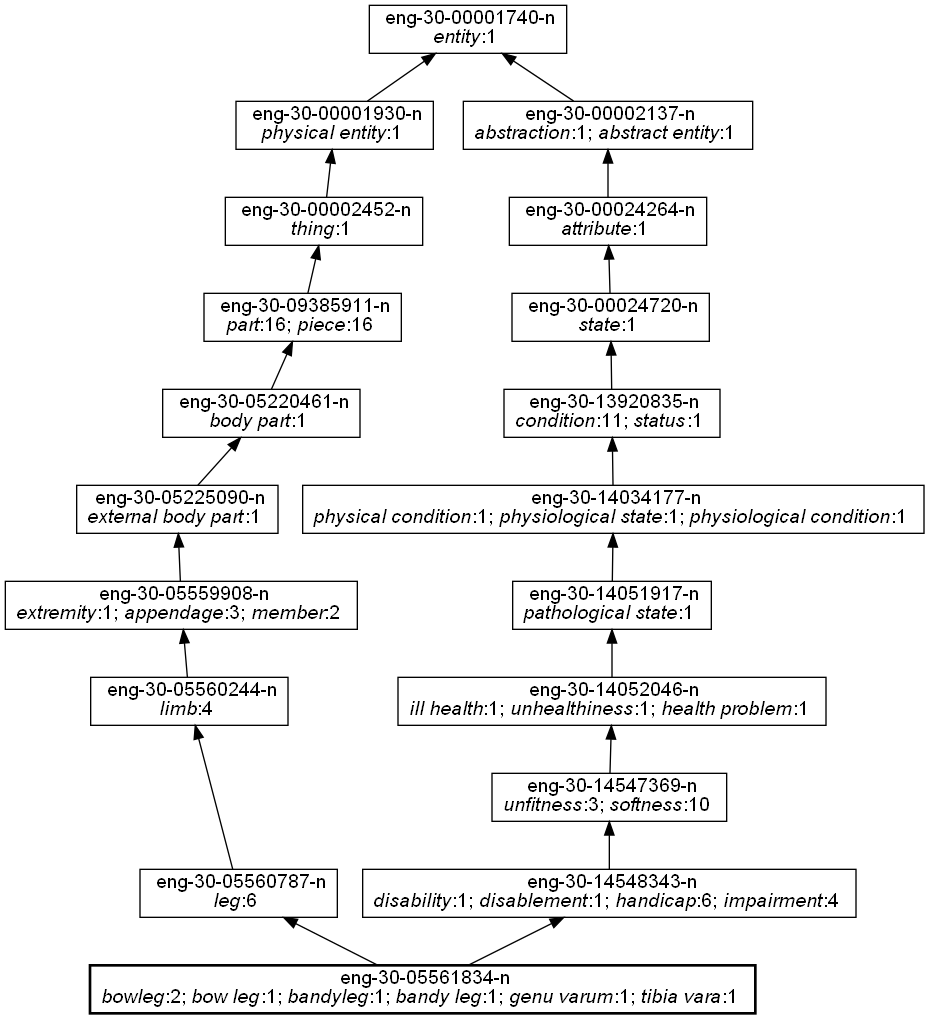 eng-30-00001740-n
entity:1
eng-30-00001930-n
physical entity:1
eng-30-00002137-n
abstraction:1; abstract entity:1
eng-30-00002452-n
thing:1
eng-30-00024264-n
attribute:1
eng-30-09385911-n
part:16; piece:16
eng-30-00024720-n
state:1
eng-30-05220461-n
body part:1
eng-30-13920835-n
condition:11; status:1
eng-30-05225090-n
external body part:1
eng-30-14034177-n
physical condition:1; physiological state:1; physiological condition:1
eng-30-05559908-n
extremity:1; appendage:3; member:2
eng-30-14051917-n
pathological state:1
eng-30-05560244-n
limb:4
eng-30-14052046-n
ill health:1; unhealthiness:1; health problem:1
eng-30-14547369-n
unfitness:3; softness:10
eng-30-05560787-n
leg:6
eng-30-14548343-n
disability:1; disablement:1; handicap:6; impairment:4
eng-30-05561834-n
bowleg:2; bow leg:1; bandyleg:1; bandy leg:1; genu varum:1; tibia vara:1